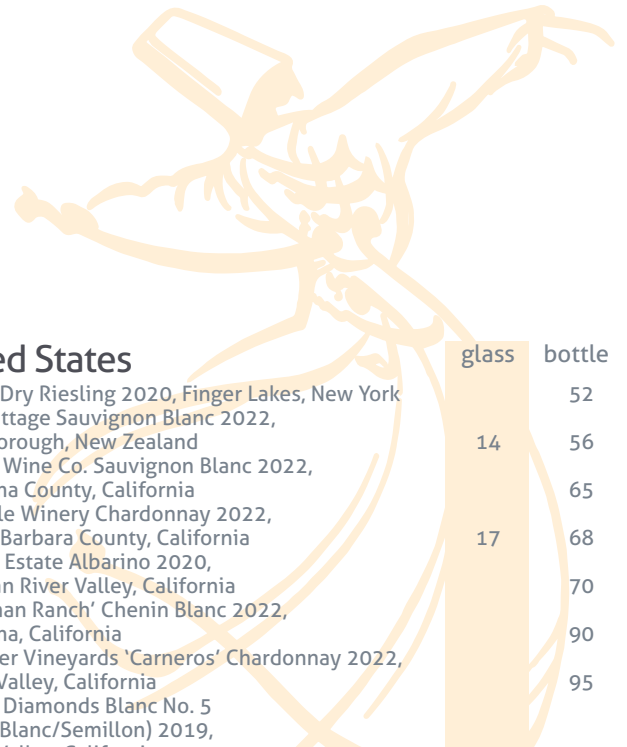 ed States glass bottle
Dry Riesling 2020, Finger Lakes, New York 52
ttage Sauvignon Blanc 2022,
orough, New Zealand 14 56
Wine Co. Sauvignon Blanc 2022,
na County, California 65
le Winery Chardonnay 2022,
Barbara County, California 17 68
Estate Albarino 2020,
an River Valley, California 70
nan Ranch’ Chenin Blanc 2022,
na, California 90
er Vineyards ‘Carneros’ Chardonnay 2022,
Valley, California 95
Diamonds Blanc No. 5
Blanc/Semillon) 2019,